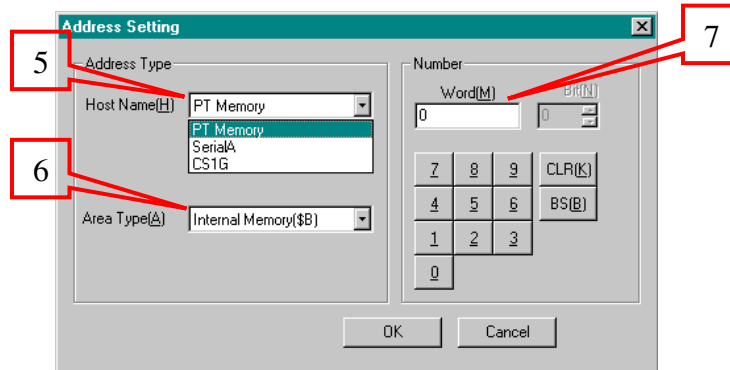 Address Setting
7
5
Address Type
Number
Host Name(H)
PT Memory
Word(M)
Bit(N)
0
0
PT Memory
SerialA
CS1G
6
7 8 9 CLR(K)
4 5 6 BS(B)
Area Type(A)
Internal Memory($B)
1 2 3
0
OK
Cancel